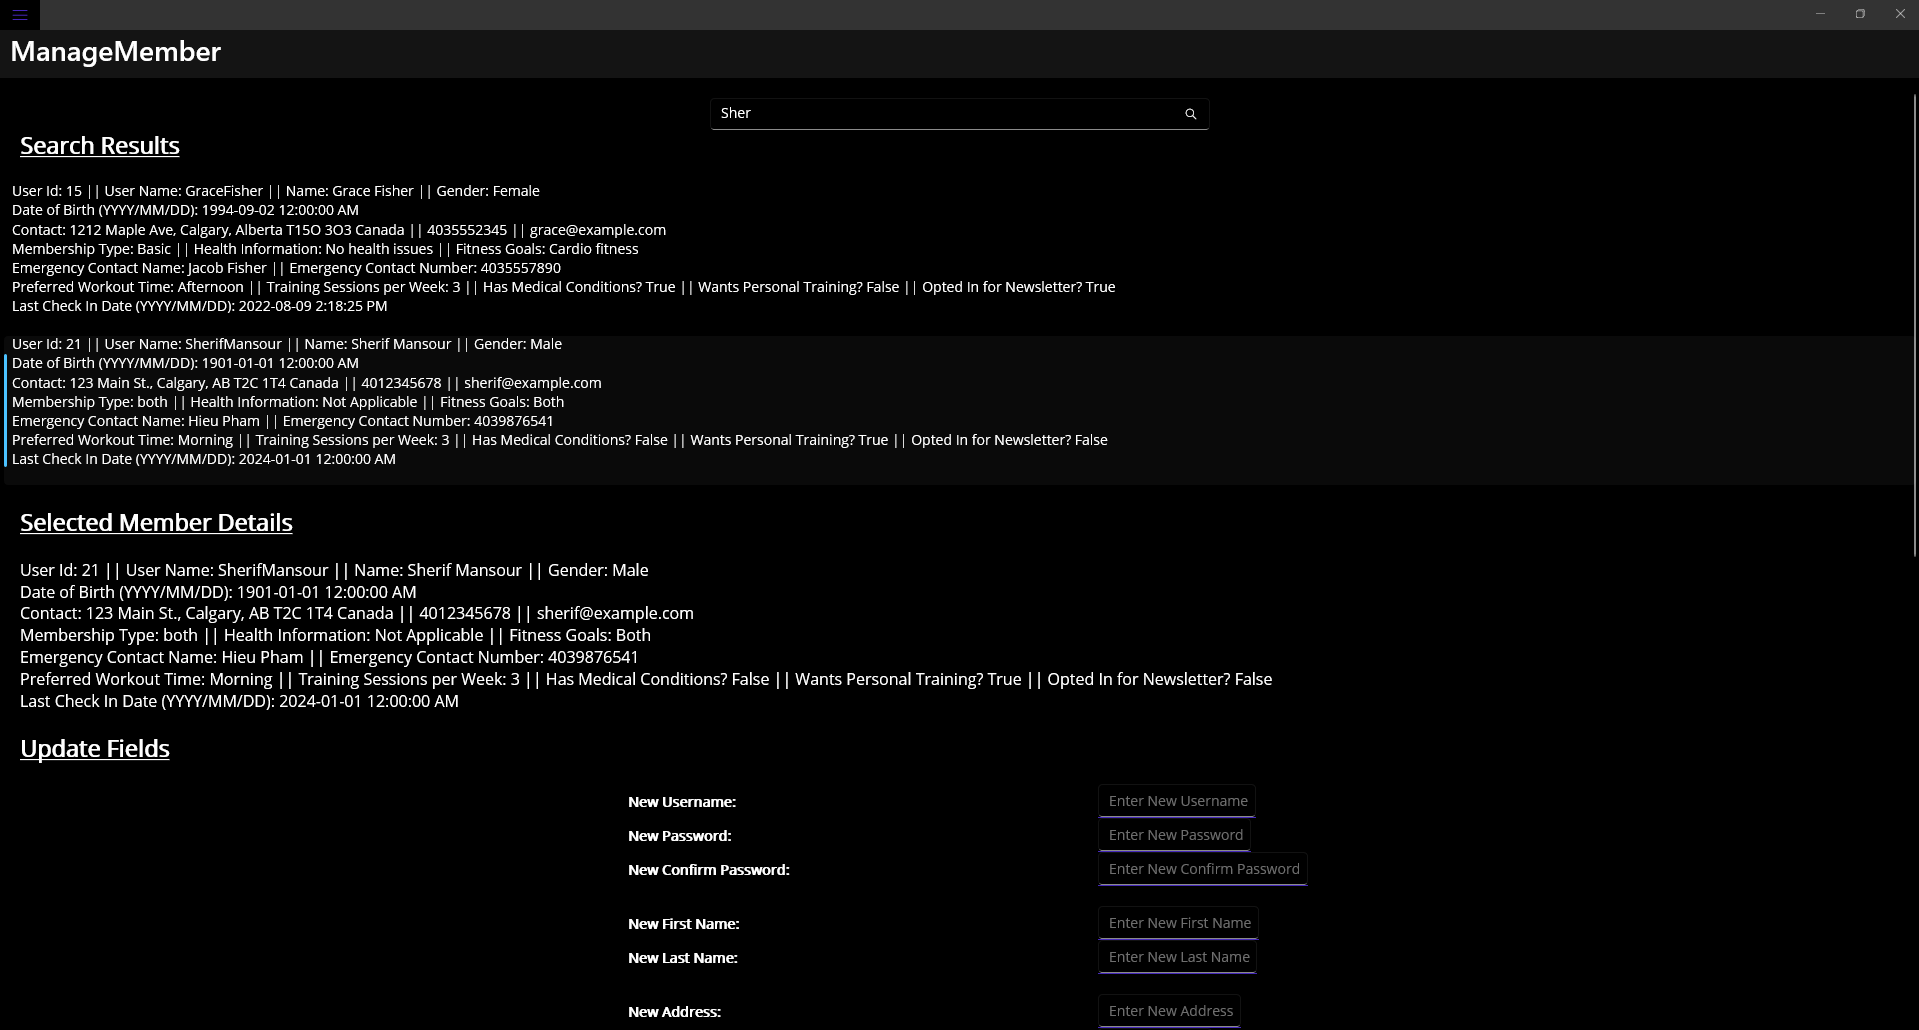 ManageMember
Sher
Search Results
User Id: 15 || User Name: GraceFisher || Name: Grace Fisher || Gender: Female
Date of Birth (YYYY/MM/DD): 1994-09-02 12:00:00 AM
Contact: 1212 Maple Ave, Calgary, Alberta T15O 3O3 Canada || 4035552345 || grace@example.com
Membership Type: Basic || Health Information: No health issues || Fitness Goals: Cardio fitness
Emergency Contact Name: Jacob Fisher || Emergency Contact Number: 4035557890
Preferred Workout Time: Afternoon || Training Sessions per Week: 3 || Has Medical Conditions? True || Wants Personal Training? False || Opted In for Newsletter? True
Last Check In Date (YYYY/MM/DD): 2022-08-09 2:18:25 PM
User Id: 21 || User Name: SherifMansour || Name: Sherif Mansour || Gender: Male
Date of Birth (YYYY/MM/DD): 1901-01-01 12:00:00 AM
Contact: 123 Main St., Calgary, AB T2C 1T4 Canada || 4012345678 || sherif@example.com
Membership Type: both || Health Information: Not Applicable || Fitness Goals: Both
Emergency Contact Name: Hieu Pham || Emergency Contact Number: 4039876541
Preferred Workout Time: Morning || Training Sessions per Week: 3 || Has Medical Conditions? False || Wants Personal Training? True || Opted In for Newsletter? False
Last Check In Date (YYYY/MM/DD): 2024-01-01 12:00:00 AM
Selected Member Details
User Id: 21 || User Name: SherifMansour || Name: Sherif Mansour || Gender: Male
Date of Birth (YYYY/MM/DD): 1901-01-01 12:00:00 AM
Contact: 123 Main St., Calgary, AB T2C 1T4 Canada || 4012345678 || sherif@example.com
Membership Type: both || Health Information: Not Applicable || Fitness Goals: Both
Emergency Contact Name: Hieu Pham || Emergency Contact Number: 4039876541
Preferred Workout Time: Morning || Training Sessions per Week: 3 || Has Medical Conditions? False || Wants Personal Training? True || Opted In for Newsletter? False
Last Check In Date (YYYY/MM/DD): 2024-01-01 12:00:00 AM
Update Fields
New Username: Enter New Username
New Password: Enter New Password
New Confirm Password: Enter New Confirm Password
New First Name: Enter New First Name
New Last Name: Enter New Last Name
New Address: Enter New Address